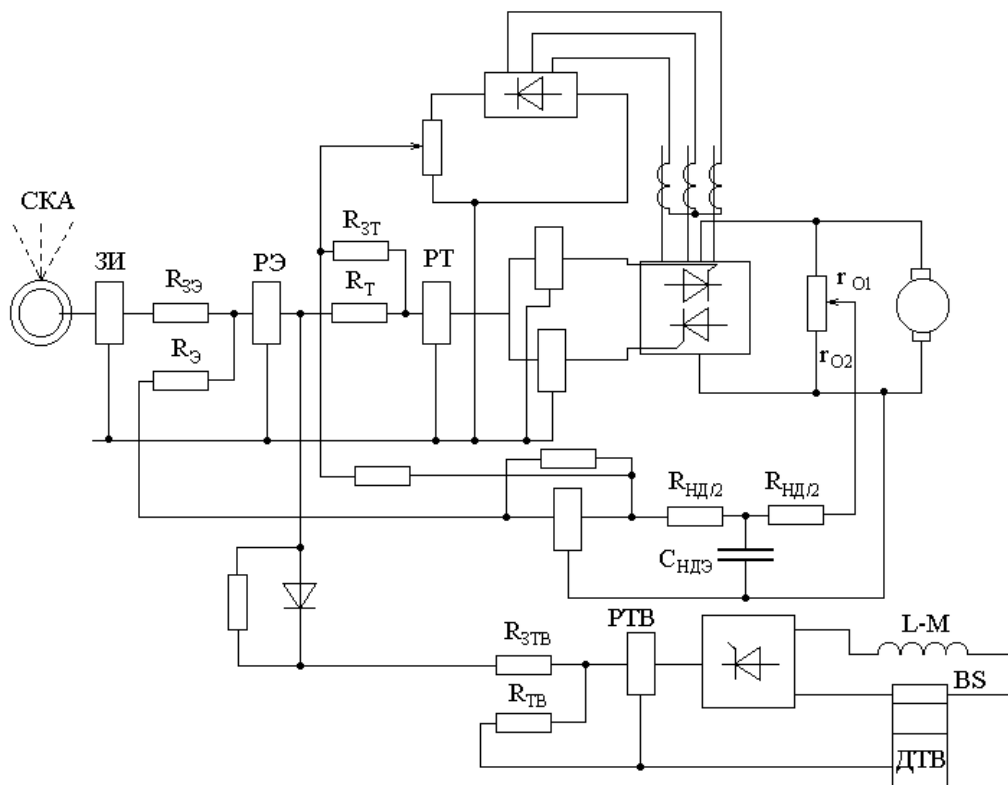 СКА
ЗИ
RЗЭ
РЭ
RЗТ
РТ
RТ
RЭ
rО1
rО2
RНД/2
RНД/2
СНДЭ
РТВ
RЗТВ
RТВ
L-M
BS
ДТВ